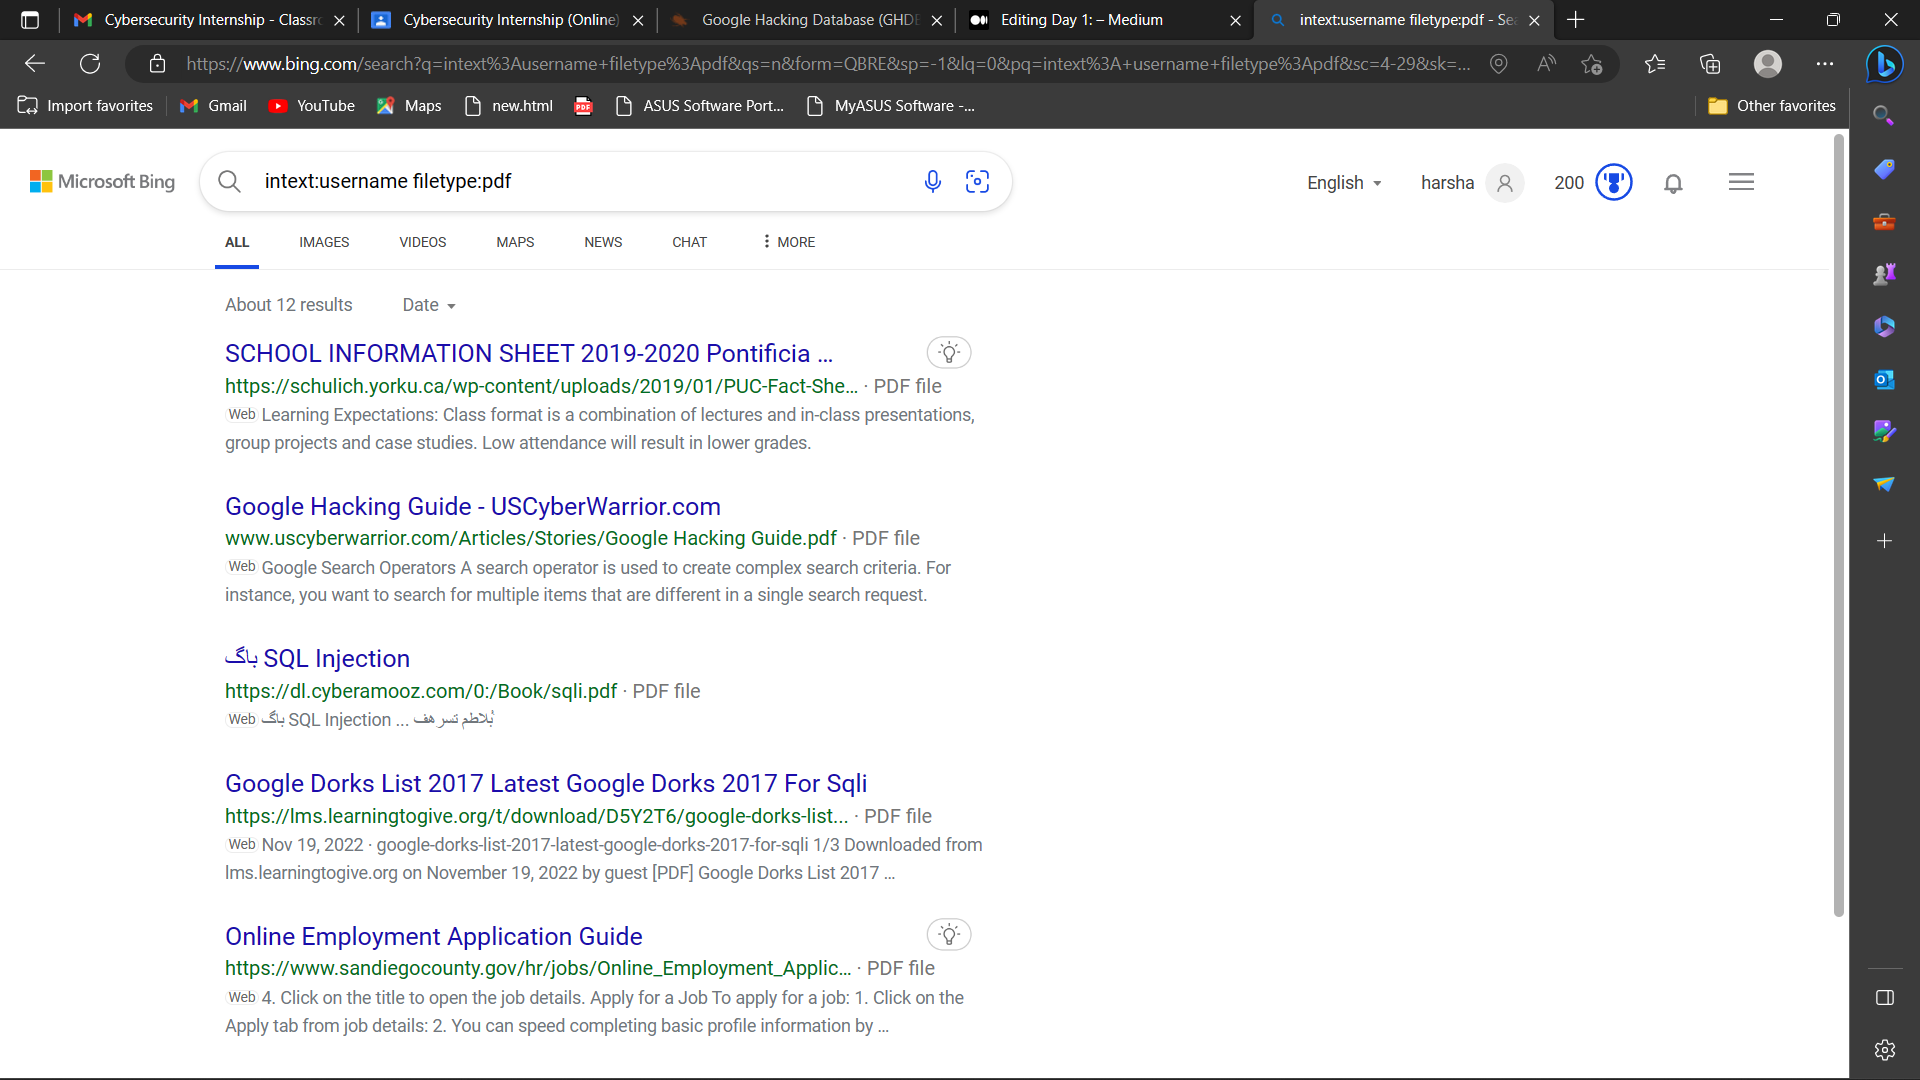 Cybersecurity Internship - Classr
Cybersecurity Internship (Online)
Google Hacking Database (GHDB
Editing Day 1: – Medium
intext:username filetype:pdf - Sea
https://www.bing.com/search?q=intext%3Ausername+filetype%3Apdf&qs=n&form=QBRE&sp=-1&lq=0&pq=intext%3A+username+filetype%3Apdf&sc=4-29&sk=...
Import favorites
Gmail
YouTube
Maps
new.html
PDF
ASUS Software Port...
MyASUS Software -...
Other favorites
Microsoft Bing
intext:username filetype:pdf
English
harsha
200
ALL
IMAGES
VIDEOS
MAPS
NEWS
CHAT
MORE
About 12 results
Date
SCHOOL INFORMATION SHEET 2019-2020 Pontificia ...
https://schulich.yorku.ca/wp-content/uploads/2019/01/PUC-Fact-She... · PDF file
Web Learning Expectations: Class format is a combination of lectures and in-class presentations,
group projects and case studies. Low attendance will result in lower grades.
Google Hacking Guide - USCyberWarrior.com
www.uscyberwarrior.com/Articles/Stories/Google Hacking Guide.pdf · PDF file
Web Google Search Operators A search operator is used to create complex search criteria. For
instance, you want to search for multiple items that are different in a single search request.
باگ SQL Injection
https://dl.cyberamooz.com/0:/Book/sqli.pdf · PDF file
Web باگ SQL Injection ... بُلاطم تسرهف
Google Dorks List 2017 Latest Google Dorks 2017 For Sqli
https://lms.learningtogive.org/t/download/D5Y2T6/google-dorks-list... · PDF file
Web Nov 19, 2022 · google-dorks-list-2017-latest-google-dorks-2017-for-sqli 1/3 Downloaded from
lms.learningtogive.org on November 19, 2022 by guest [PDF] Google Dorks List 2017 ...
Online Employment Application Guide
https://www.sandiegocounty.gov/hr/jobs/Online_Employment_Applic... · PDF file
Web 4. Click on the title to open the job details. Apply for a Job To apply for a job: 1. Click on the
Apply tab from job details: 2. You can speed completing basic profile information by ...